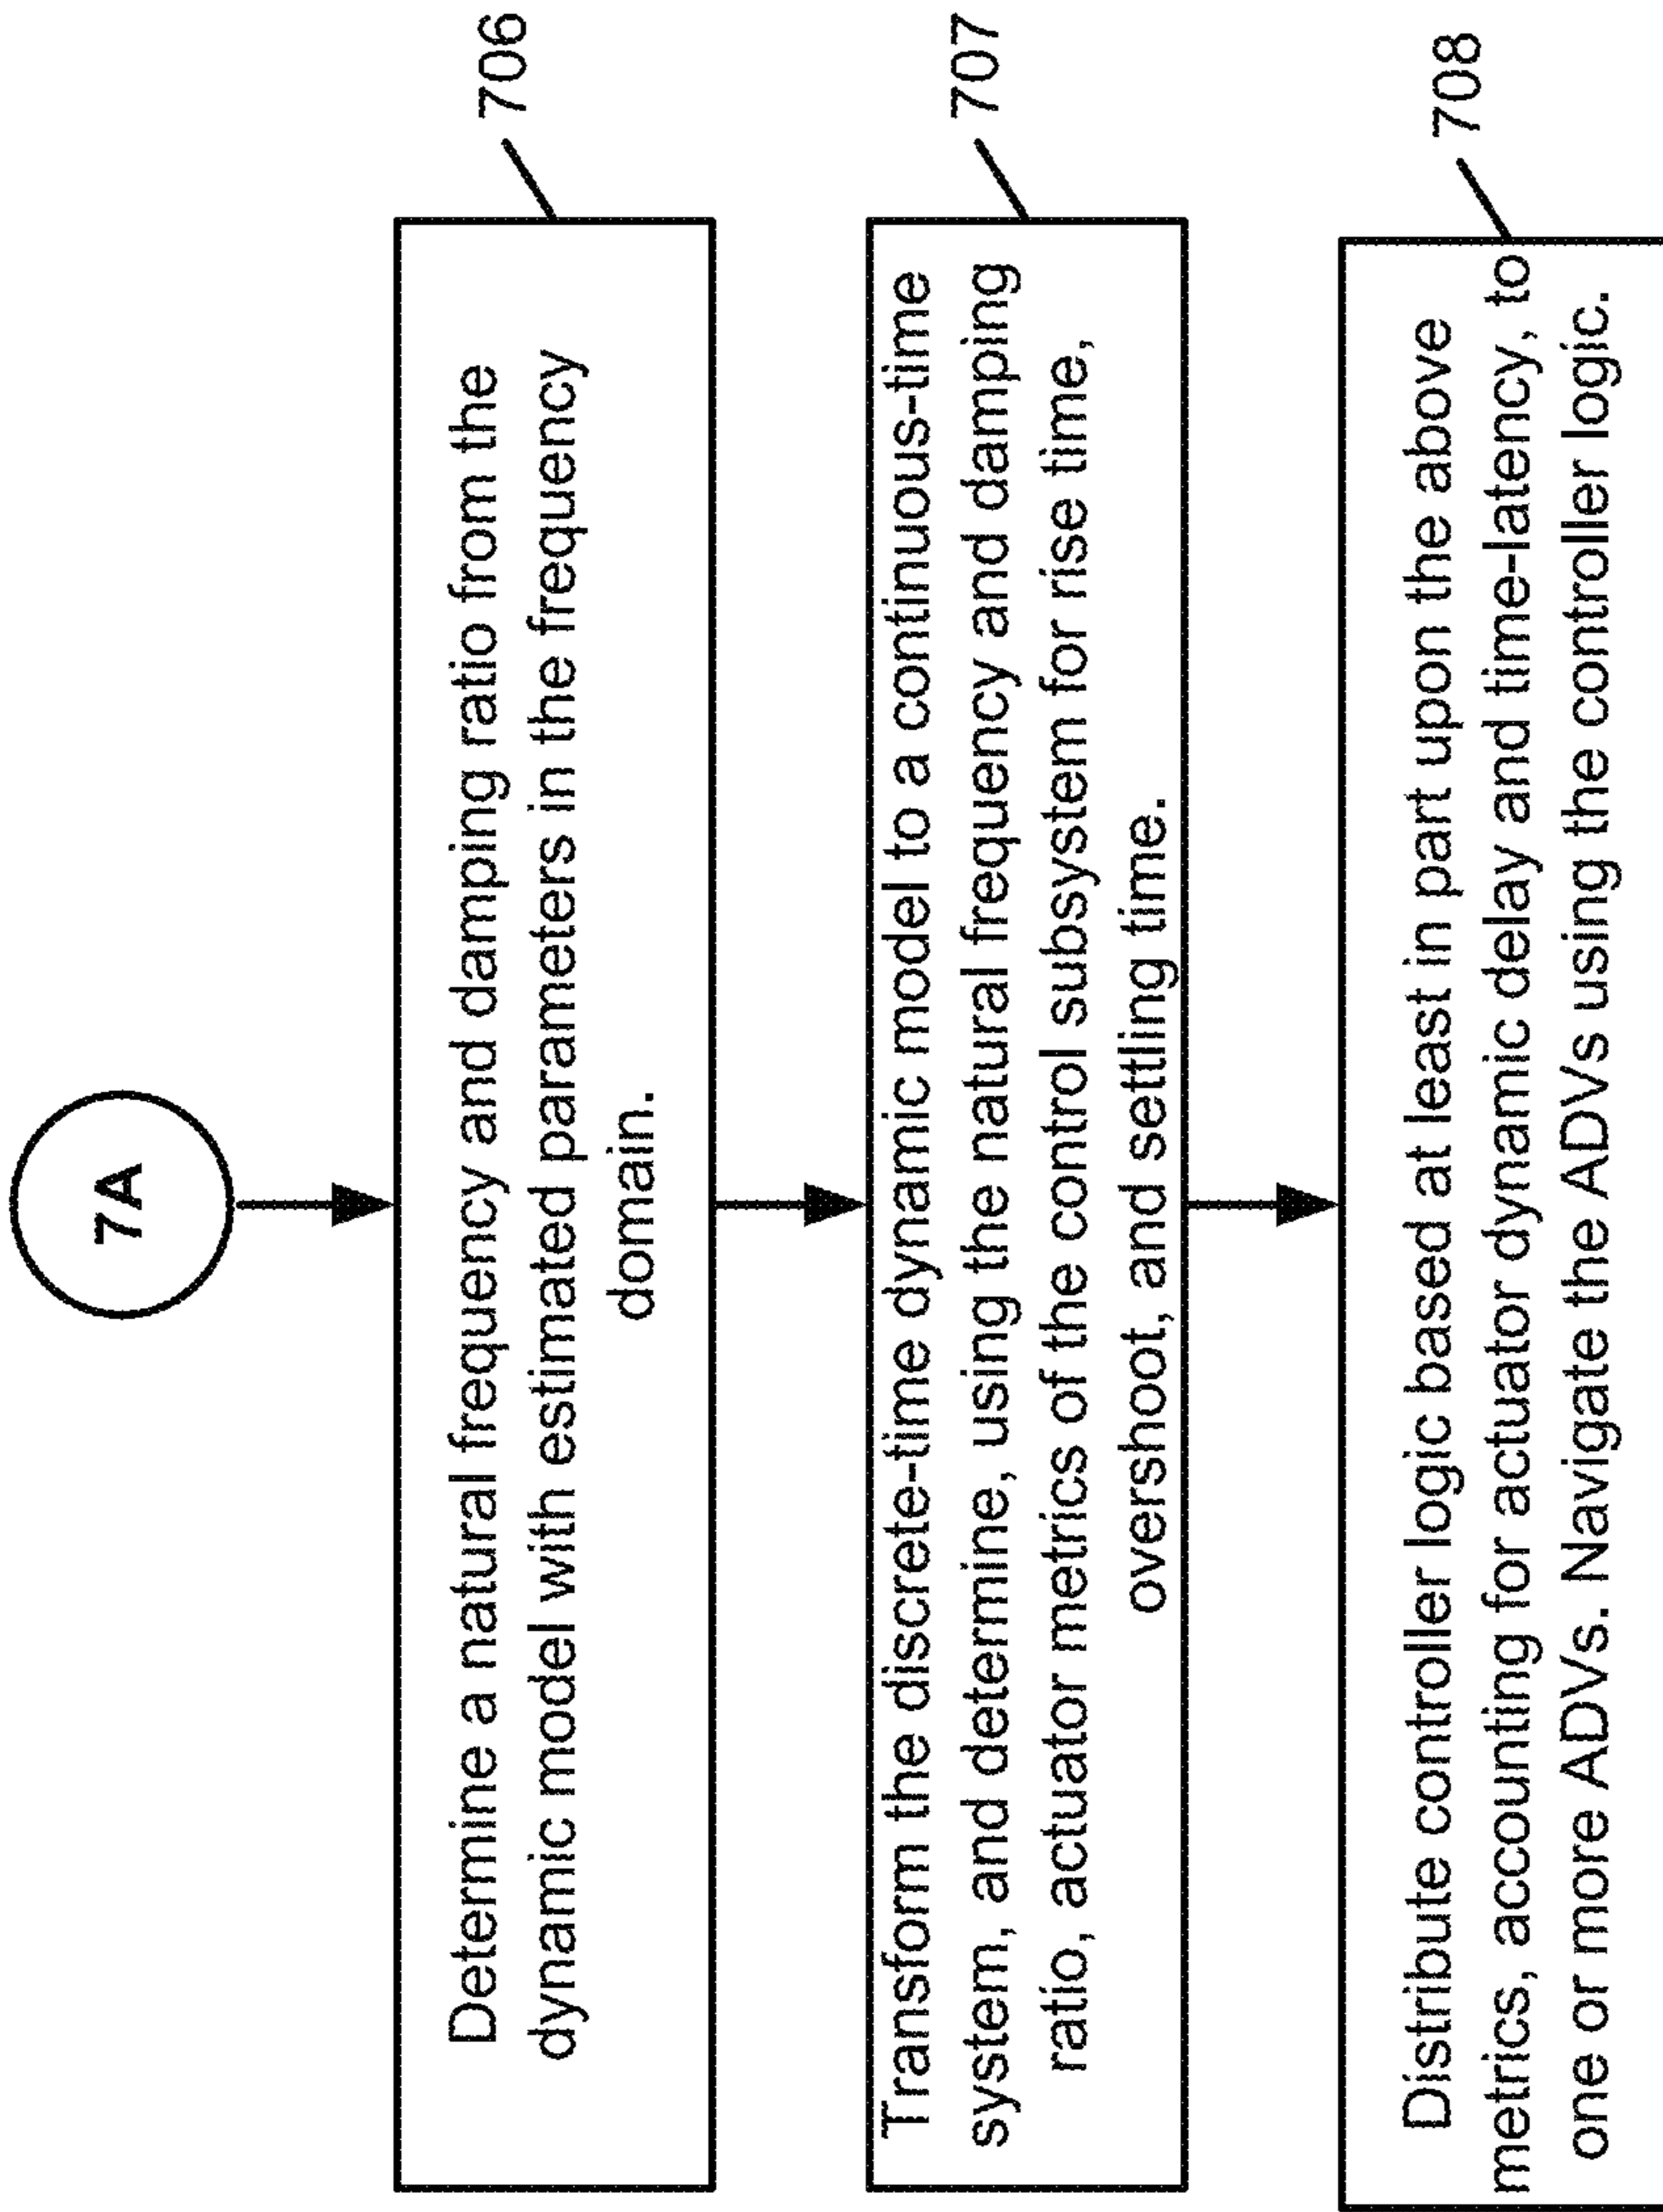 7A
Determine a natural frequency and damping ratio from the
dynamic model with estimated parameters in the frequency
domain.
706
Transform the discrete-time dynamic model to a continuous-time
system, and determine, using the natural frequency and damping
ratio, actuator metrics of the control subsystem for rise time,
overshoot, and settling time.
707
Distribute controller logic based at least in part upon the above
metrics, accounting for actuator dynamic delay and time-latency, to
one or more ADVs. Navigate the ADVs using the controller logic.
708